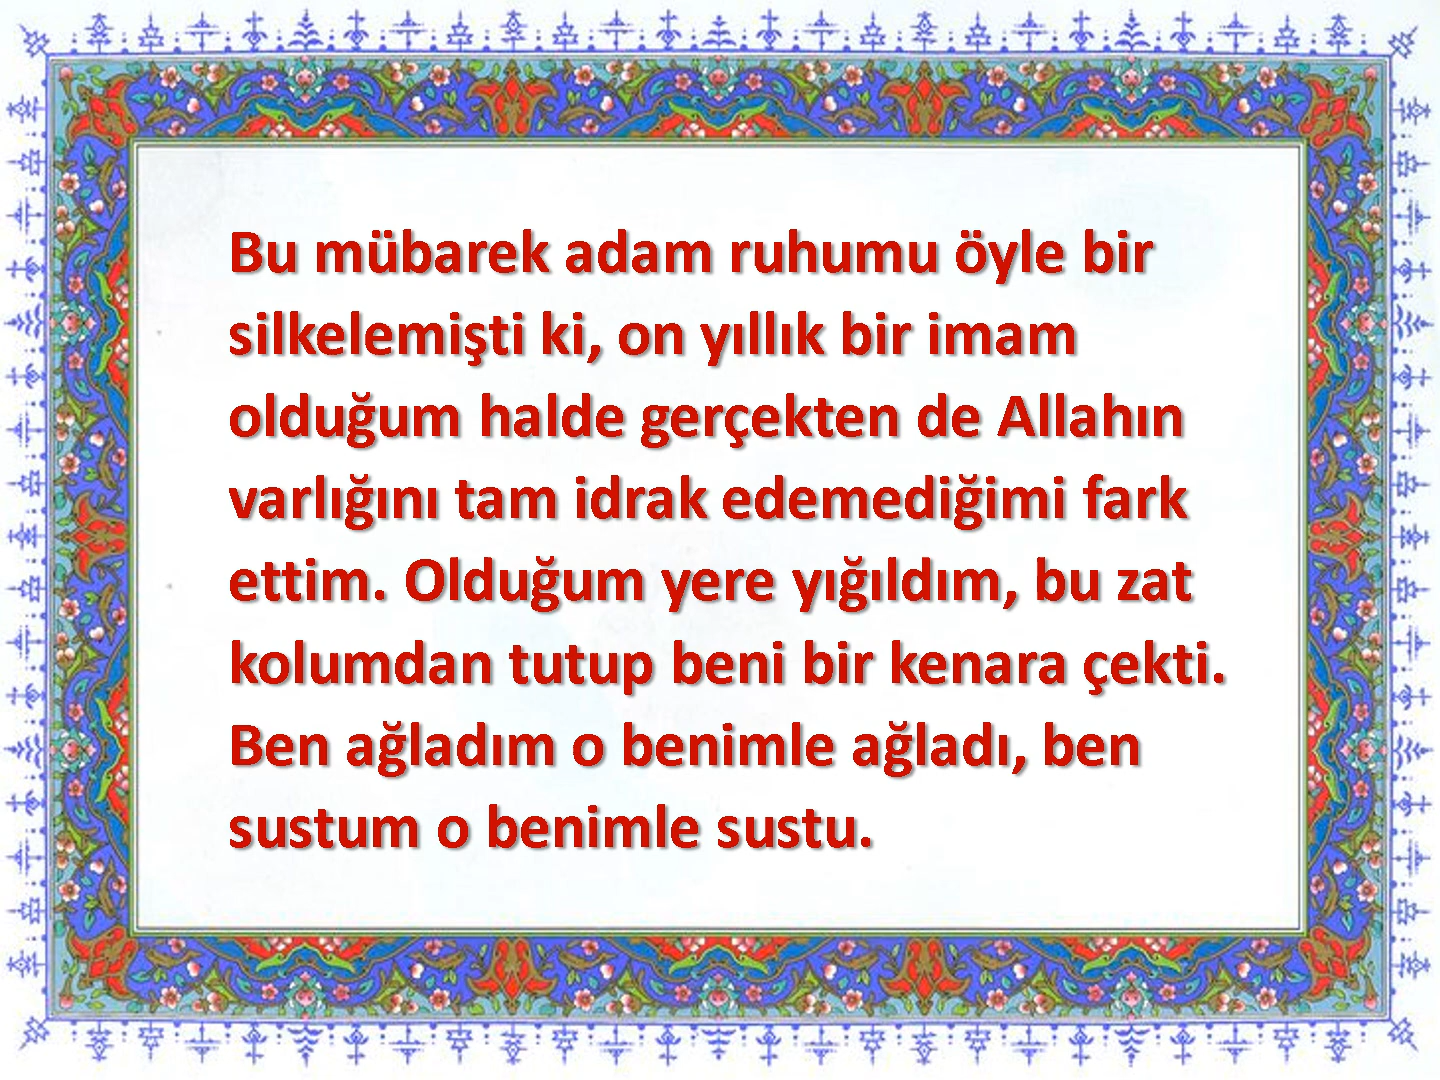 Bu mübarek adam ruhumu öyle bir
silkelemişti ki, on yıllık bir imam
olduğum halde gerçekten de Allahın
varlığını tam idrak edemediğimi fark
ettim. Olduğum yere yığıldım, bu zat
kolumdan tutup beni bir kenara çekti.
Ben ağladım o benimle ağladı, ben
sustum o benimle sustu.